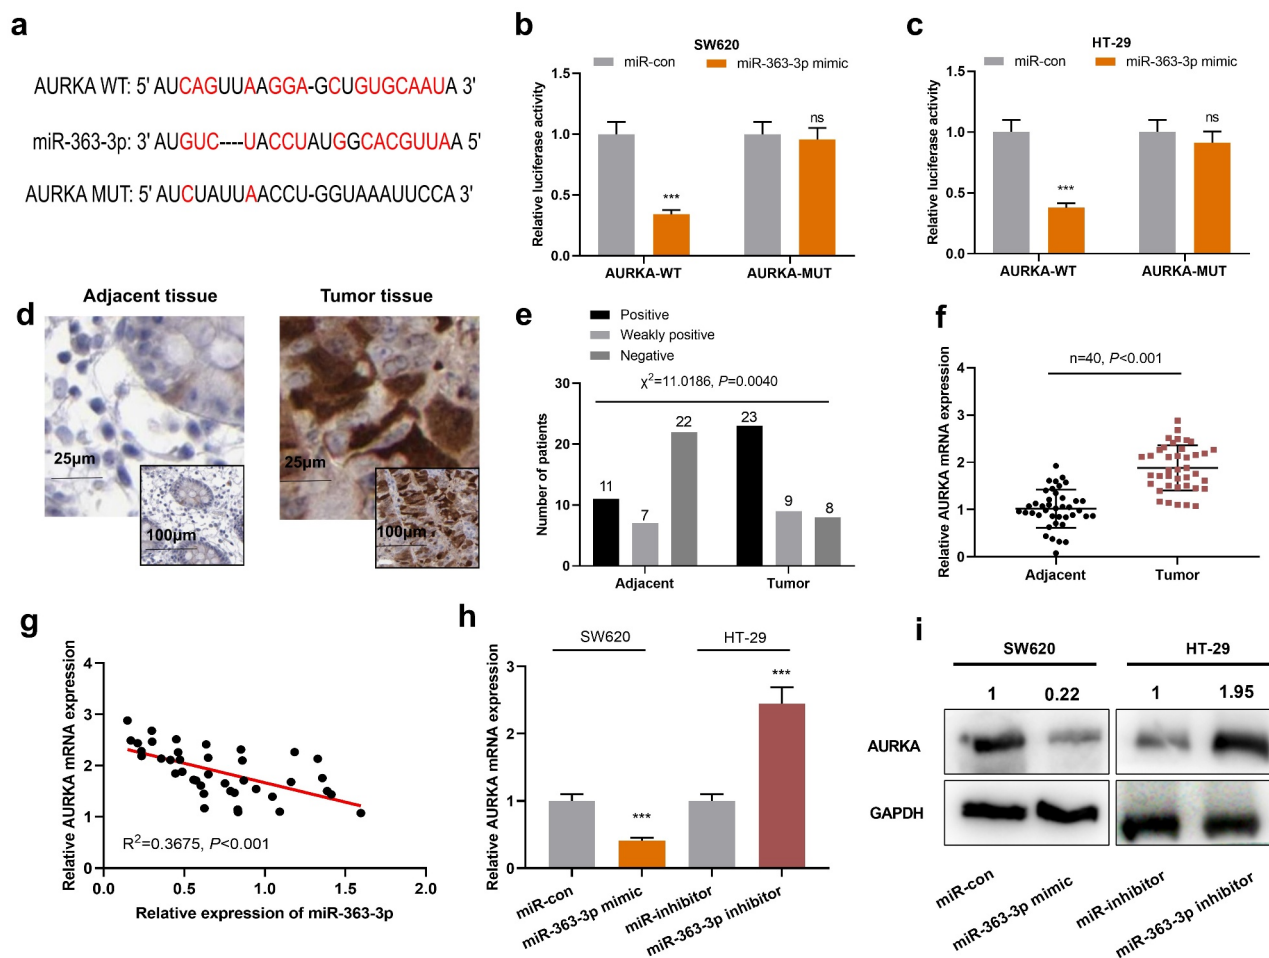 a
AURKA WT: 5' AUCAGUUAAGGA-GCUGUGCAAUA 3'
miR-363-3p: 3' AUGUC----UACCUAUGGCACGUUAA 5'
AURKA MUT: 5' AUCUAUUAACCU-GGUAAAUUCCA 3'
b
SW620
miR-con
miR-363-3p mimic
Relative luciferase activity
1.5
1.0
0.5
0.0
***
ns
AURKA-WT
AURKA-MUT
c
HT-29
miR-con
miR-363-3p mimic
Relative luciferase activity
1.5
1.0
0.5
0.0
***
ns
AURKA-WT
AURKA-MUT
d
Adjacent tissue
Tumor tissue
25μm
100μm
25μm
100μm
e
Positive
Weakly positive
Negative
χ²=11.0186, P=0.0040
Number of patients
30
20
10
0
11
7
22
23
9
8
Adjacent
Tumor
f
n=40, P<0.001
Relative AURKA mRNA expression
4
3
2
1
0
Adjacent
Tumor
g
Relative AURKA mRNA expression
4
3
2
1
0
R²=0.3675, P<0.001
0.0
0.5
1.0
1.5
2.0
Relative expression of miR-363-3p
h
SW620
HT-29
Relative AURKA mRNA expression
3
2
1
0
***
***
miR-con
miR-363-3p mimic
miR-inhibitor
miR-363-3p inhibitor
i
SW620
HT-29
1
0.22
1
1.95
AURKA
GAPDH
miR-con
miR-363-3p mimic
miR-inhibitor
miR-363-3p inhibitor